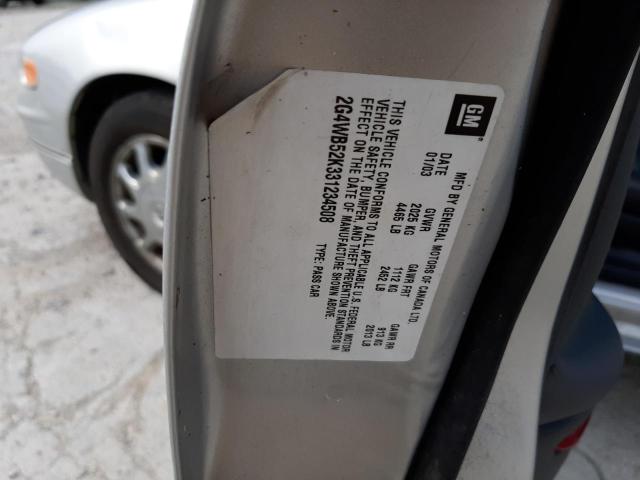 GM
MFD BY GENERAL MOTORS OF CANADA LTD.
DATE GVWR GAWR FRT GAWR RR
01/03 2025 KG 1112 KG 913 KG
4465 LB 2452 LB 2013 LB
THIS VEHICLE CONFORMS TO ALL APPLICABLE U.S. FEDERAL MOTOR
VEHICLE SAFETY, BUMPER, AND THEFT PREVENTION STANDARDS IN
EFFECT ON THE DATE OF MANUFACTURE SHOWN ABOVE.
2G4WB52K331234508 TYPE: PASS CAR